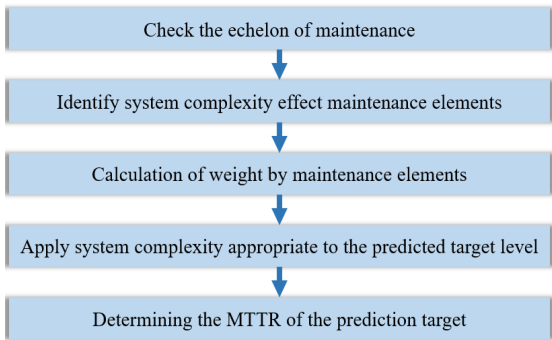 Check the echelon of maintenance
Identify system complexity effect maintenance elements
Calculation of weight by maintenance elements
Apply system complexity appropriate to the predicted target level
Determining the MTTR of the prediction target